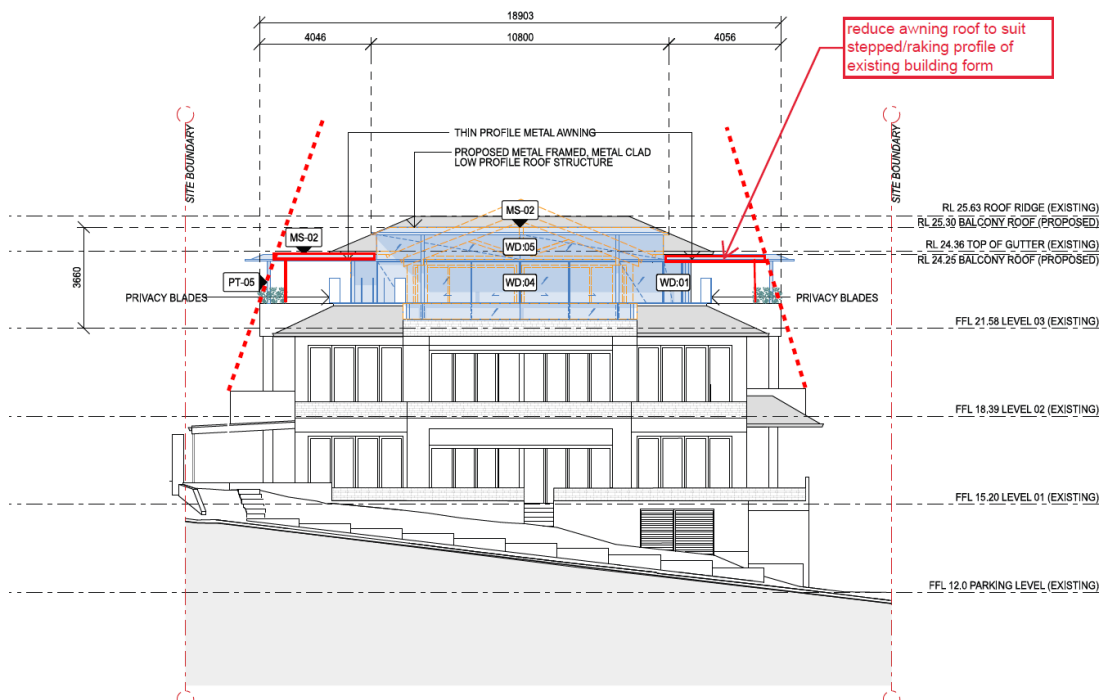 18903
4046
10800
4056
reduce awning roof to suit
stepped/raking profile of
existing building form
SITE BOUNDARY
SITE BOUNDARY
THIN PROFILE METAL AWNING
PROPOSED METAL FRAMED, METAL CLAD
LOW PROFILE ROOF STRUCTURE
RL 25.63 ROOF RIDGE (EXISTING)
RL 25.30 BALCONY ROOF (PROPOSED)
RL 24.36 TOP OF GUTTER (EXISTING)
RL 24.25 BALCONY ROOF (PROPOSED)
MS-02
MS-02
WD:05
3660
PT-05
WD:04
WD:01
PRIVACY BLADES
PRIVACY BLADES
FFL 21.58 LEVEL 03 (EXISTING)
FFL 18.39 LEVEL 02 (EXISTING)
FFL 15.20 LEVEL 01 (EXISTING)
FFL 12.0 PARKING LEVEL (EXISTING)